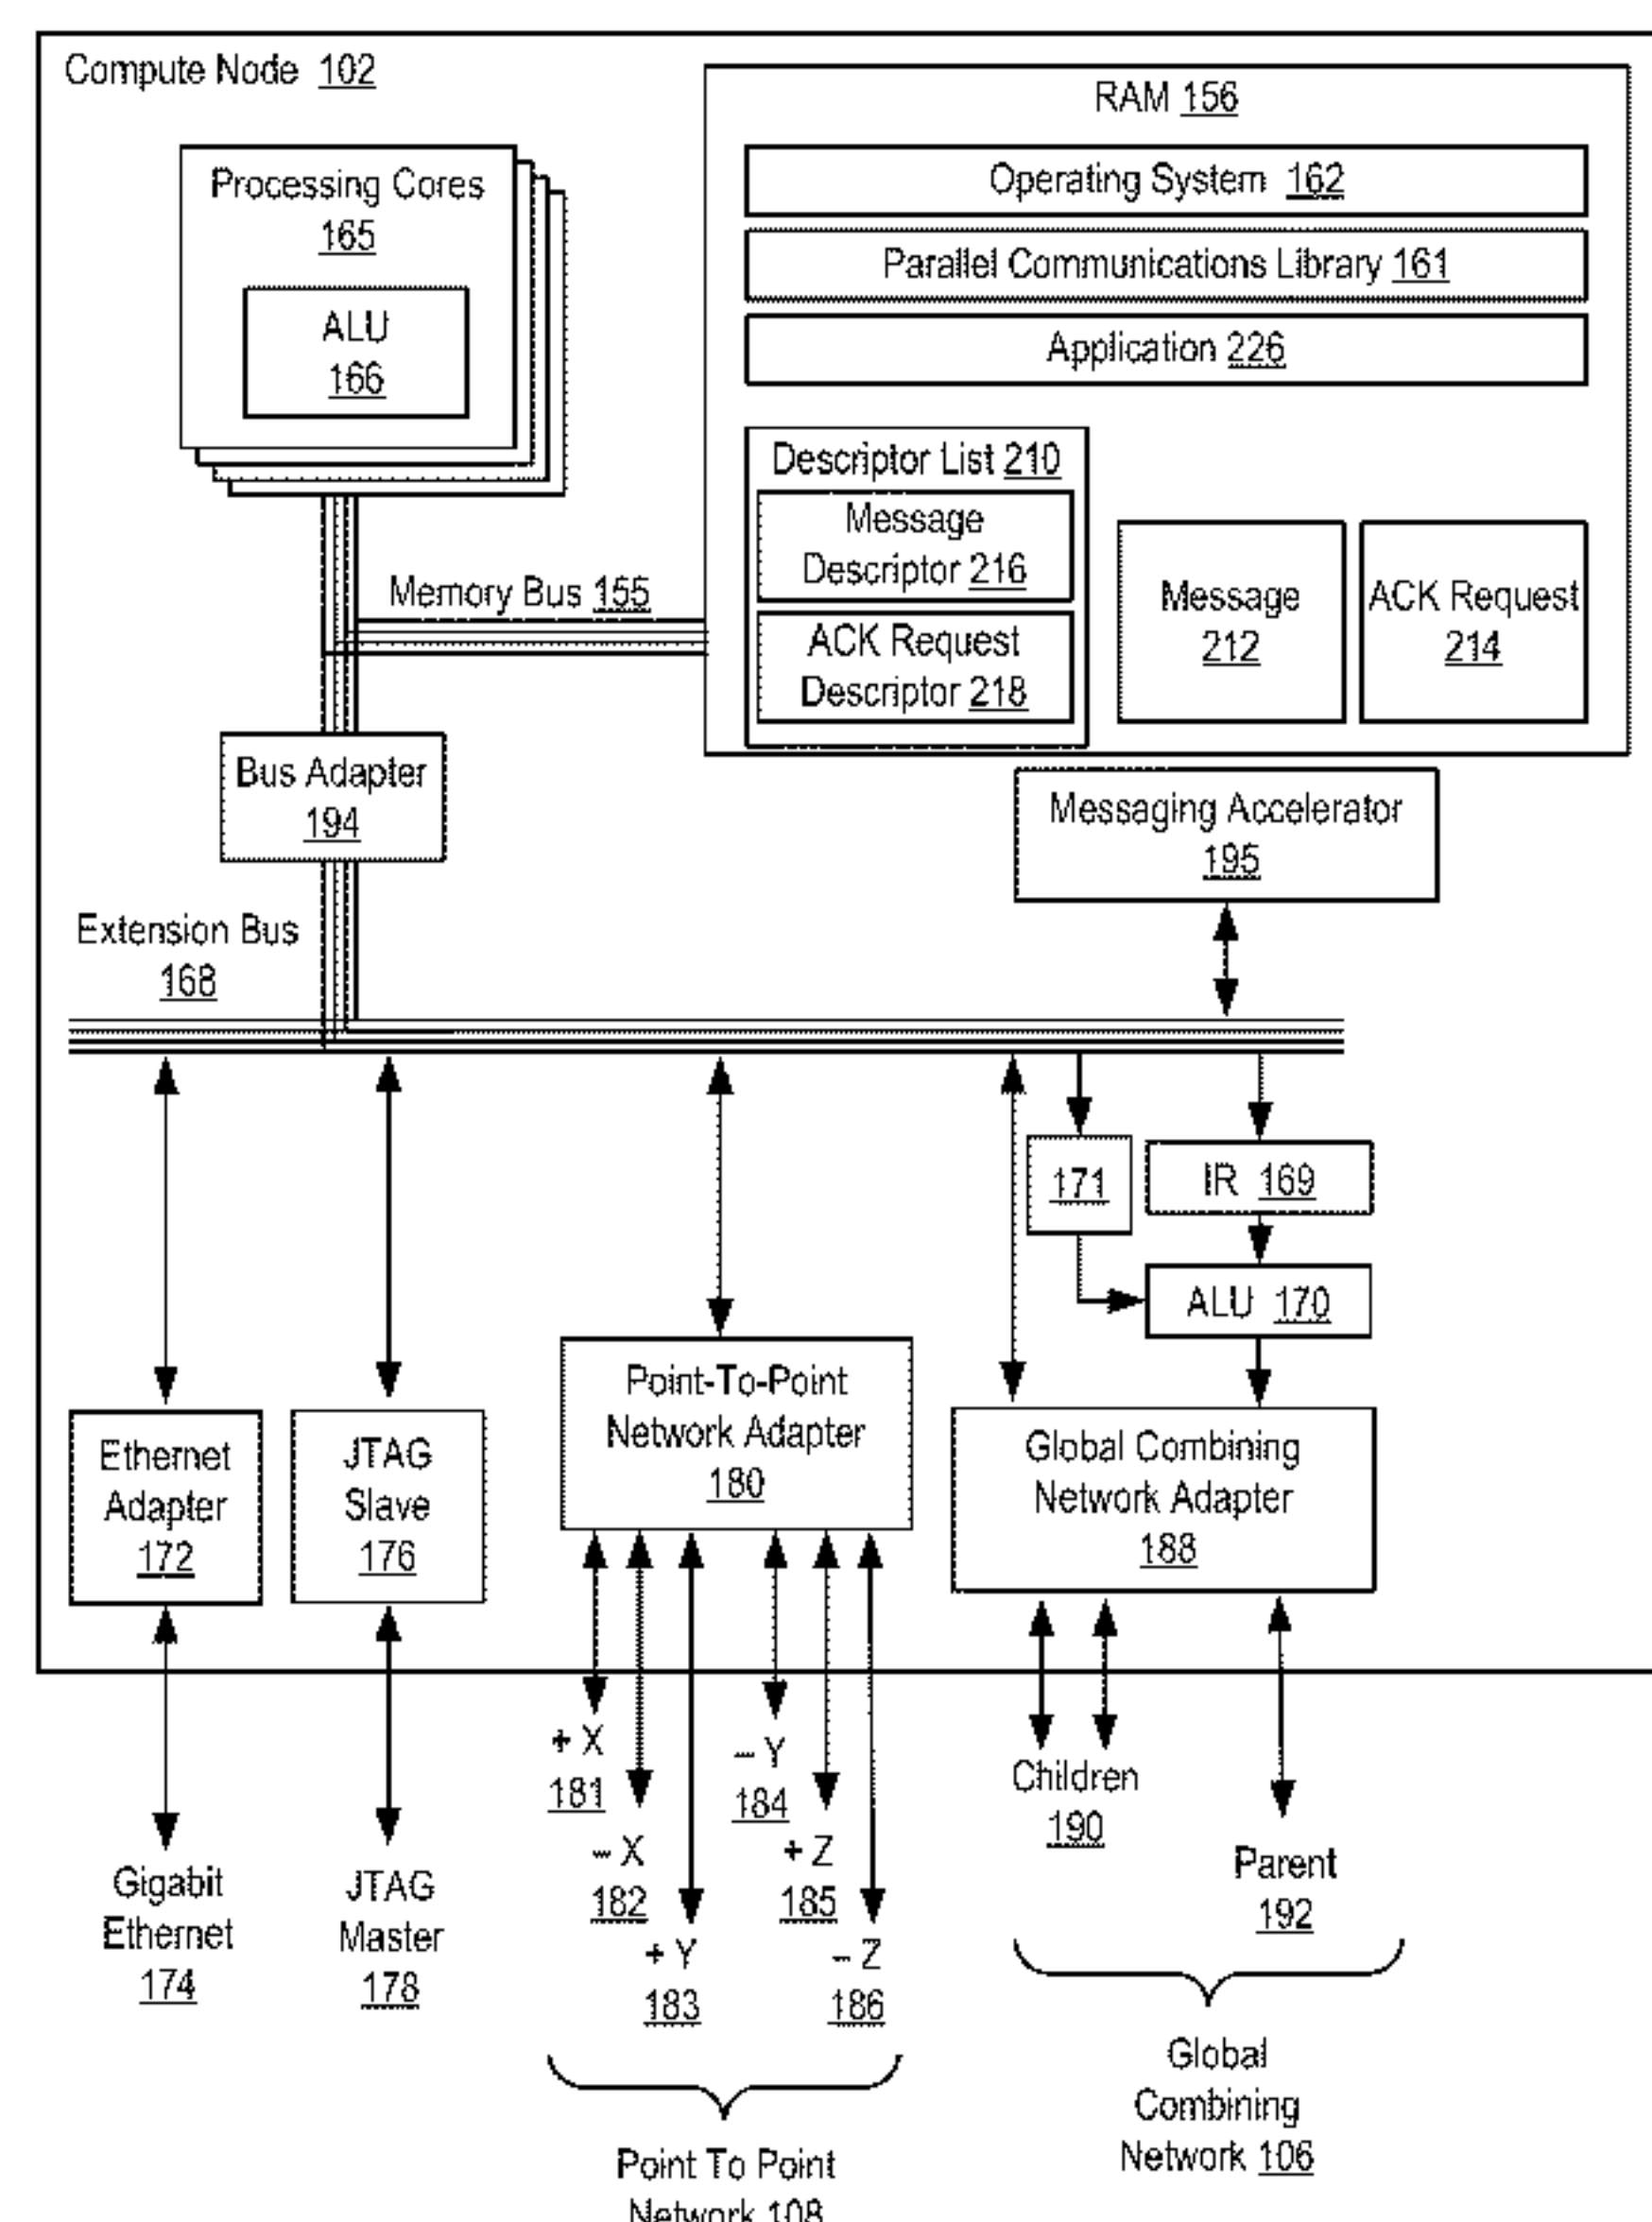 Compute Node 102
RAM 156
Processing Cores
165
ALU
166
Operating System 162
Parallel Communications Library 161
Application 226
Descriptor List 210
Message
Descriptor 216
ACK Request
Descriptor 218
Message
212
ACK Request
214
Memory Bus 155
Bus Adapter
194
Messaging Accelerator
195
Extension Bus
168
171
IR 169
ALU 170
Ethernet
Adapter
172
JTAG
Slave
176
Point-To-Point
Network Adapter
180
Global Combining
Network Adapter
188
Gigabit
Ethernet
174
JTAG
Master
178
+ X
181
– X
182
+ Y
183
– Y
184
+ Z
185
– Z
186
Children
190
Parent
192
Point To Point
Network 108
Global
Combining
Network 106